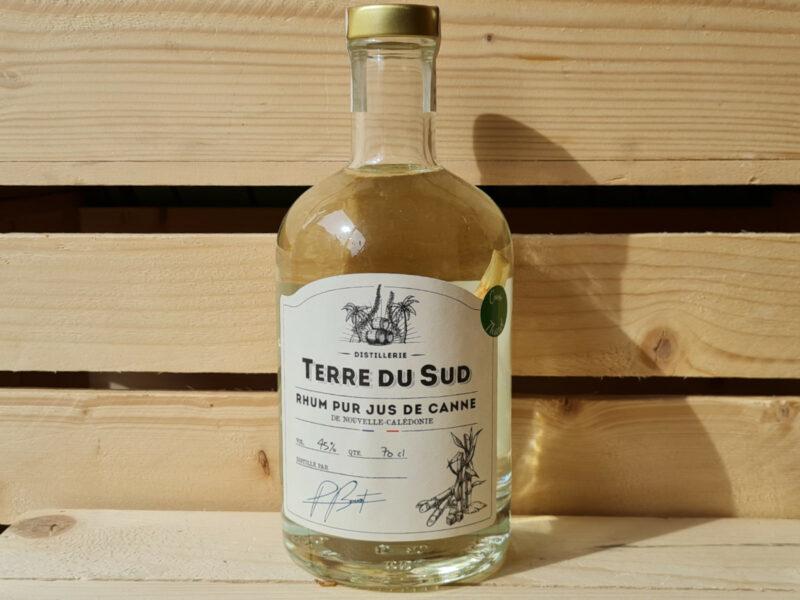 DISTILLERIE
TERRE DU SUD
RHUM PUR JUS DE CANNE
DE NOUVELLE-CALÉDONIE
VOL. 45% QTE 70 cl
DISTILLÉ PAR